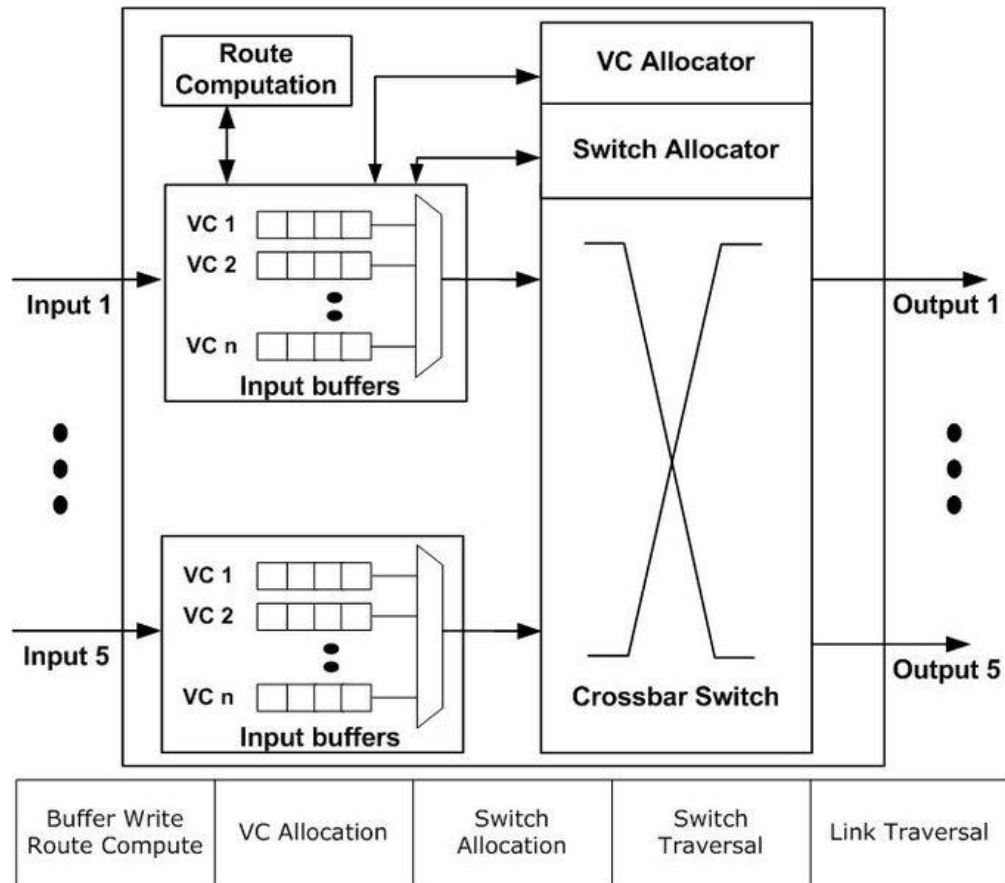 Route
Computation
VC Allocator
Switch Allocator
VC 1
VC 2
VC n
Input buffers
Input 1
Output 1
VC 1
VC 2
VC n
Input buffers
Input 5
Output 5
Crossbar Switch
Buffer Write
Route Compute
VC Allocation
Switch
Allocation
Switch
Traversal
Link Traversal